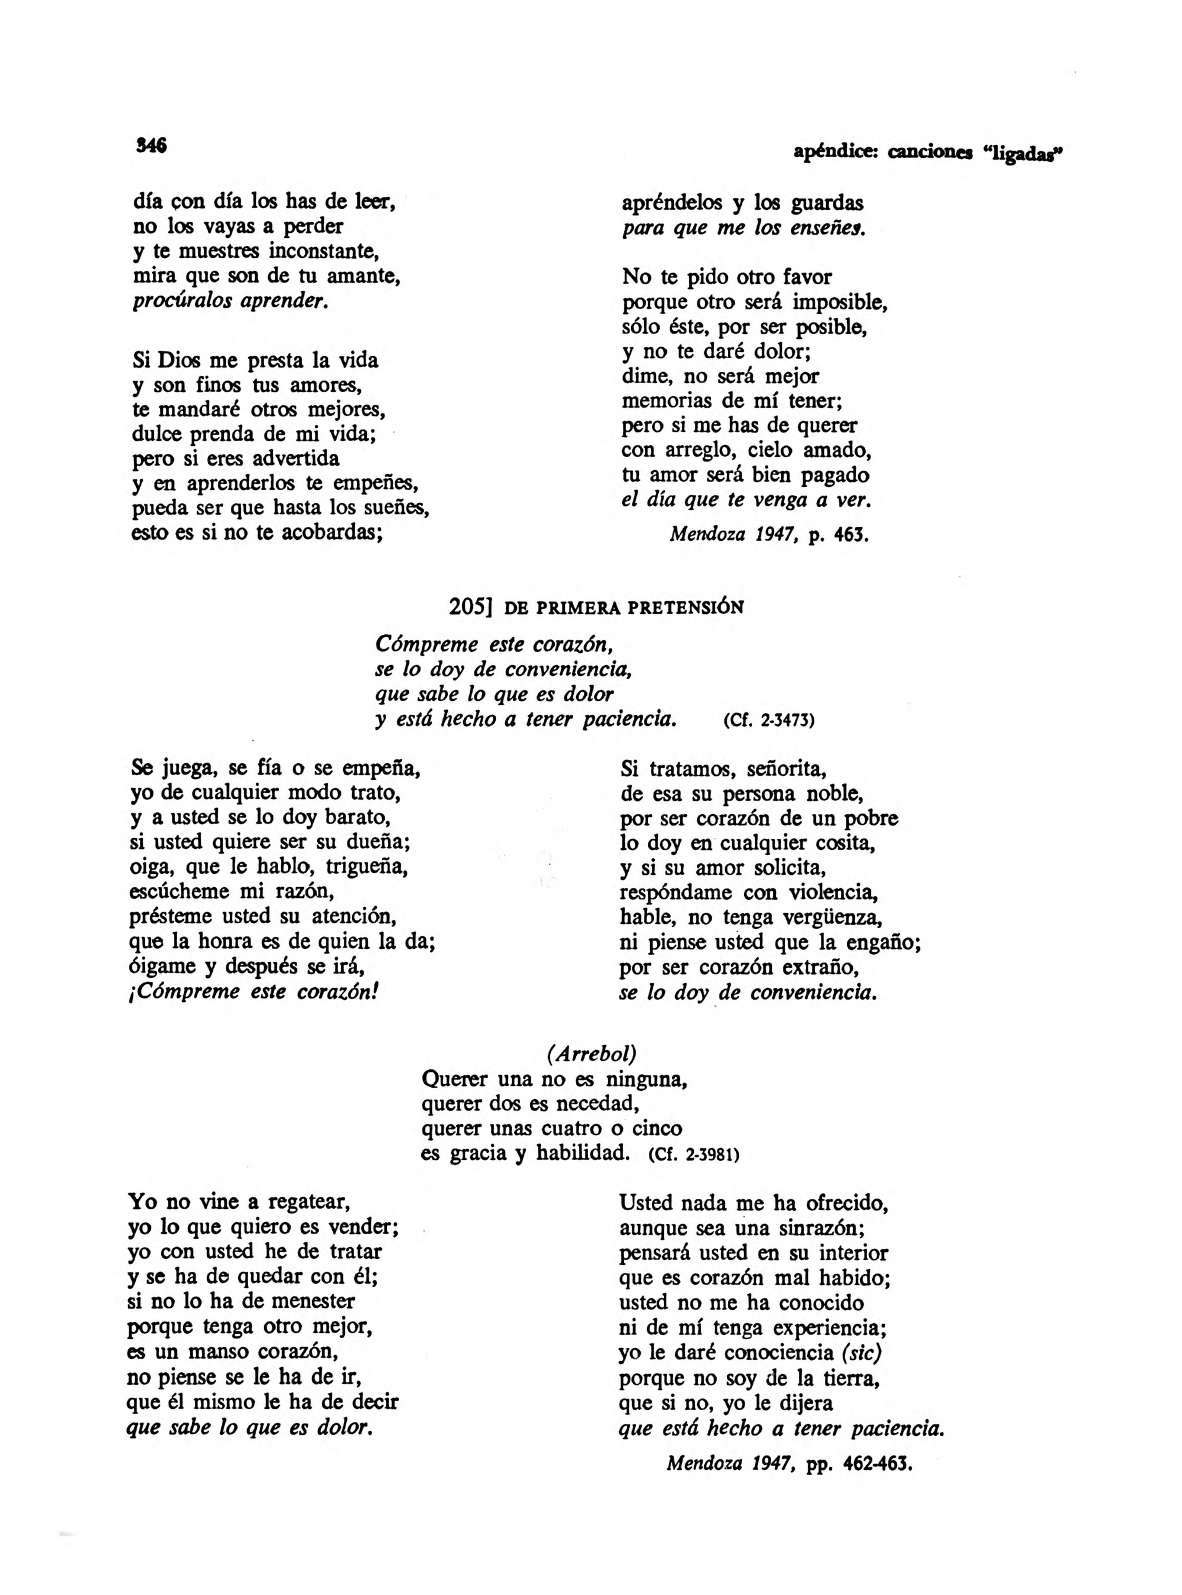 346
apéndice: canciones “ligadas”
día con día los has de leer,
no los vayas a perder
y te muestres inconstante,
mira que son de tu amante,
procúralos aprender.
Si Dios me presta la vida
y son finos tus amores,
te mandaré otros mejores,
dulce prenda de mi vida;
pero si eres advertida
y en aprenderlos te empeñes,
pueda ser que hasta los sueñes,
esto es si no te acobardas;
apréndelos y los guardas
para que me los enseñes.
No te pido otro favor
porque otro será imposible,
sólo éste, por ser posible,
y no te daré dolor;
dime, no será mejor
memorias de mí tener;
pero si me has de querer
con arreglo, cielo amado,
tu amor será bien pagado
el día que te venga a ver.
Mendoza 1947, p. 463.
205] DE PRIMERA PRETENSIÓN
Cómpreme este corazón,
se lo doy de conveniencia,
que sabe lo que es dolor
y está hecho a tener paciencia. (Cf. 2-3473)
Se juega, se fía o se empeña,
yo de cualquier modo trato,
y a usted se lo doy barato,
si usted quiere ser su dueña;
oiga, que le hablo, trigueña,
escúcheme mi razón,
présteme usted su atención,
que la honra es de quien la da;
óigame y después se irá,
¡Cómpreme este corazón!
Si tratamos, señorita,
de esa su persona noble,
por ser corazón de un pobre
lo doy en cualquier cosita,
y si su amor solicita,
respóndame con violencia,
hable, no tenga vergüenza,
ni piense usted que la engaño;
por ser corazón extraño,
se lo doy de conveniencia.
(Arrebol)
Querer una no es ninguna,
querer dos es necedad,
querer unas cuatro o cinco
es gracia y habilidad. (Cf. 2-3981)
Yo no vine a regatear,
yo lo que quiero es vender;
yo con usted he de tratar
y se ha de quedar con él;
si no lo ha de menester
porque tenga otro mejor,
es un manso corazón,
no piense se le ha de ir,
que él mismo le ha de decir
que sabe lo que es dolor.
Usted nada me ha ofrecido,
aunque sea una sinrazón;
pensará usted en su interior
que es corazón mal habido;
usted no me ha conocido
ni de mí tenga experiencia;
yo le daré conociencia (sic)
porque no soy de la tierra,
que si no, yo le dijera
que está hecho a tener paciencia.
Mendoza 1947, pp. 462-463.